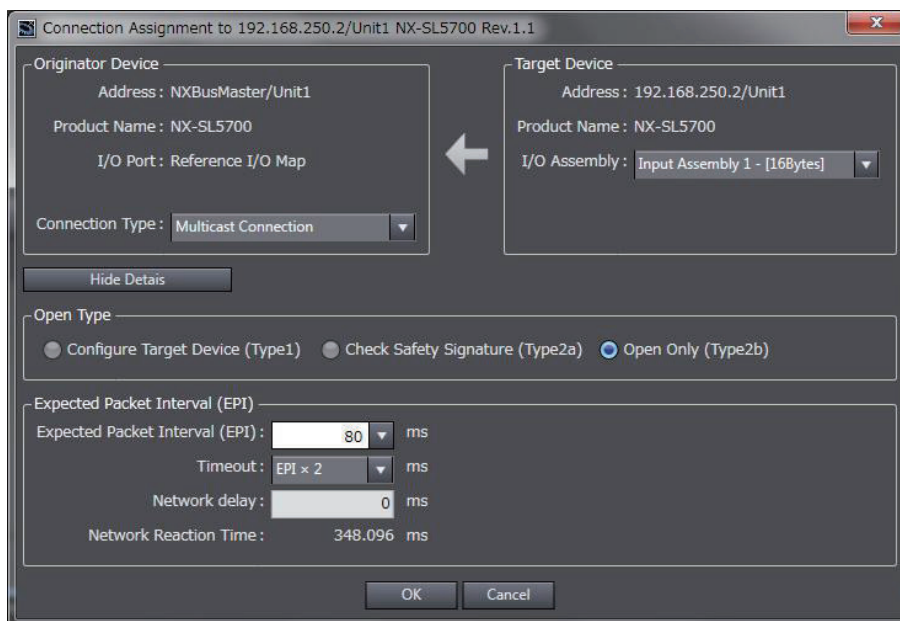 Connection Assignment to 192.168.250.2/Unit1 NX-SL5700 Rev.1.1
Originator Device
Address : NXBusMaster/Unit1
Product Name : NX-SL5700
I/O Port : Reference I/O Map
Connection Type : Multicast Connection
Target Device
Address : 192.168.250.2/Unit1
Product Name : NX-SL5700
I/O Assembly : Input Assembly 1 - [16Bytes]
Hide Detais
Open Type
Configure Target Device (Type1) Check Safety Signature (Type2a) Open Only (Type2b)
Expected Packet Interval (EPI)
Expected Packet Interval (EPI) : 80 ms
Timeout : EPI × 2 ms
Network delay : 0 ms
Network Reaction Time : 348.096 ms
OK Cancel